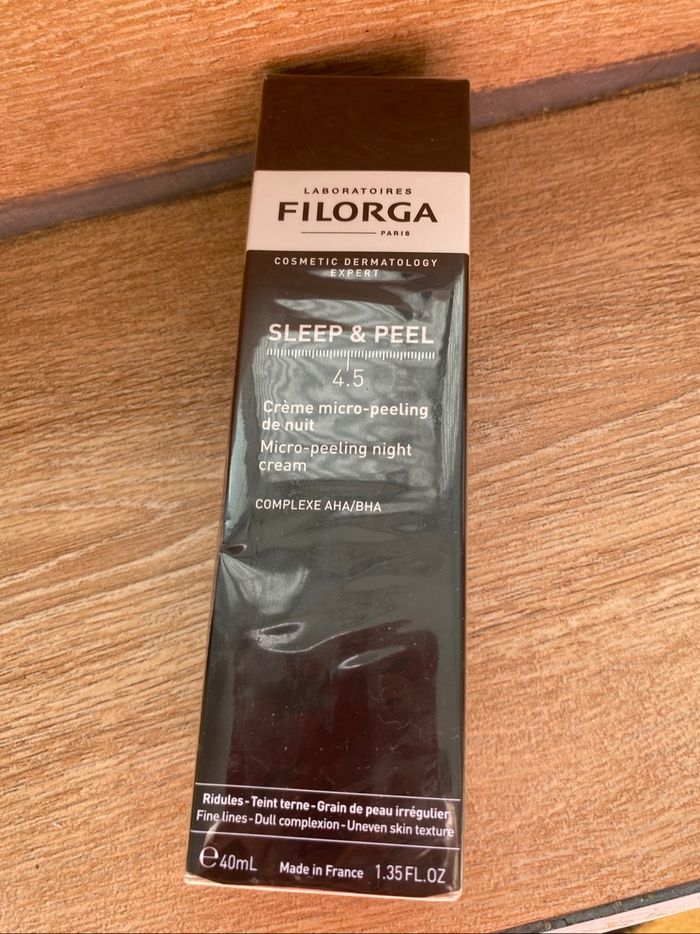 LABORATOIRES
FILORGA
PARIS
COSMETIC DERMATOLOGY
EXPERT
SLEEP & PEEL
4.5
Crème micro-peeling
de nuit
Micro-peeling night
cream
COMPLEXE AHA/BHA
Ridules-Teint terne-Grain de peau irrégulier
Fine lines-Dull complexion-Uneven skin texture
℮40mL Made in France 1.35 FL.OZ